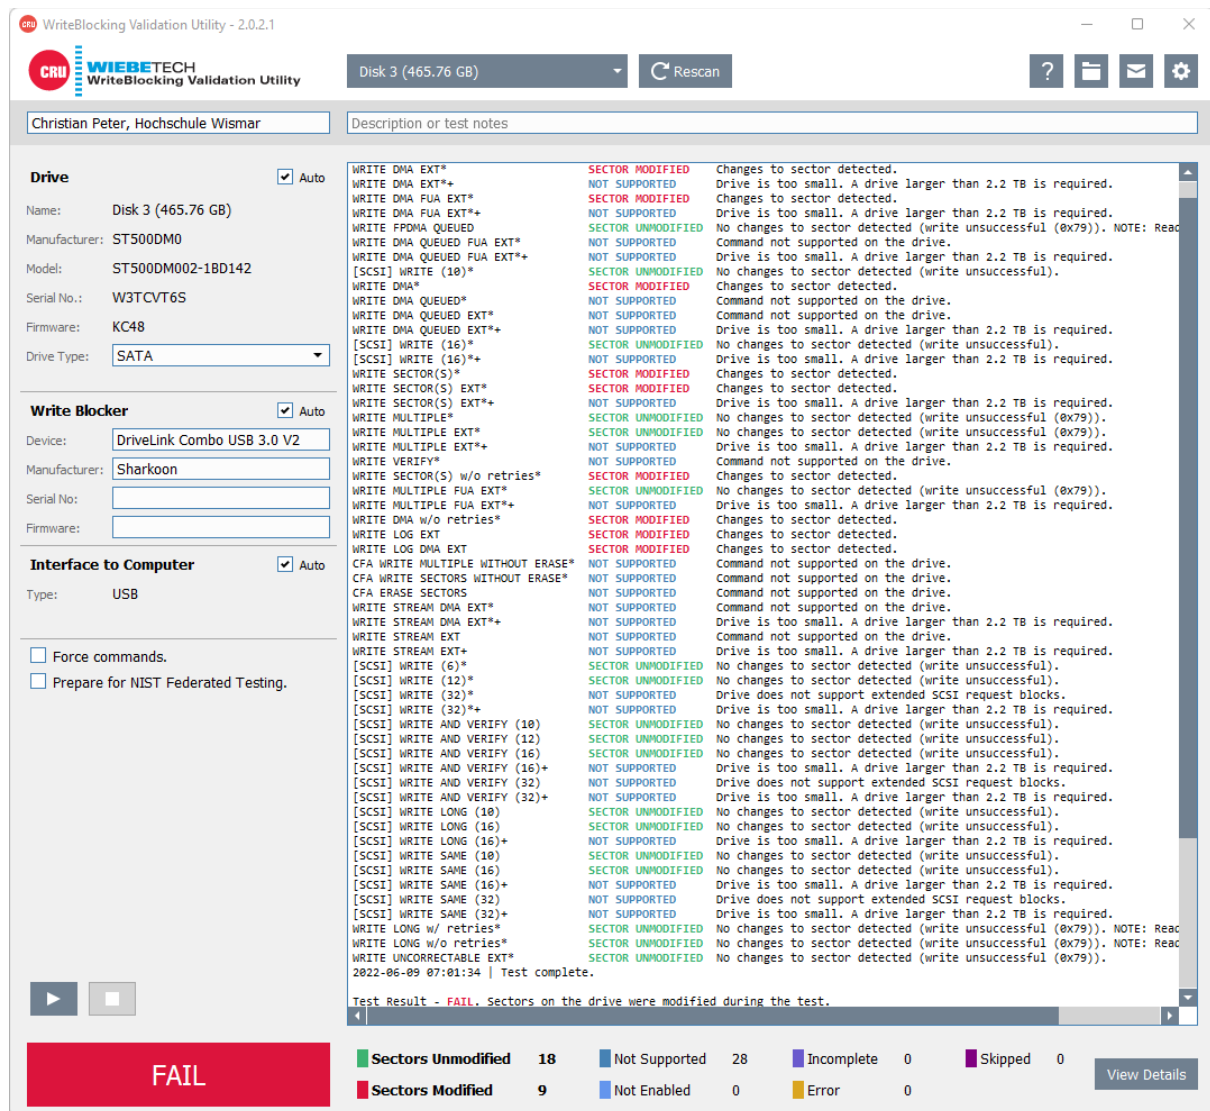 WriteBlocking Validation Utility - 2.0.2.1
CRU WIEBETECH
WriteBlocking Validation Utility
Disk 3 (465.76 GB)
Rescan
?
Christian Peter, Hochschule Wismar
Description or test notes
Drive
Auto
Name: Disk 3 (465.76 GB)
Manufacturer: ST500DM0
Model: ST500DM002-1BD142
Serial No.: W3TCVT6S
Firmware: KC48
Drive Type: SATA
Write Blocker
Auto
Device: DriveLink Combo USB 3.0 V2
Manufacturer: Sharkoon
Serial No:
Firmware:
Interface to Computer
Auto
Type: USB
Force commands.
Prepare for NIST Federated Testing.
WRITE DMA EXT* SECTOR MODIFIED Changes to sector detected.
WRITE DMA EXT*+ NOT SUPPORTED Drive is too small. A drive larger than 2.2 TB is required.
WRITE DMA FUA EXT* SECTOR MODIFIED Changes to sector detected.
WRITE DMA FUA EXT*+ NOT SUPPORTED Drive is too small. A drive larger than 2.2 TB is required.
WRITE FPDMA QUEUED SECTOR UNMODIFIED No changes to sector detected (write unsuccessful (0x79)). NOTE: Read
WRITE DMA QUEUED FUA EXT* NOT SUPPORTED Command not supported on the drive.
WRITE DMA QUEUED FUA EXT*+ NOT SUPPORTED Drive is too small. A drive larger than 2.2 TB is required.
[SCSI] WRITE (10)* SECTOR UNMODIFIED No changes to sector detected (write unsuccessful).
WRITE DMA* SECTOR MODIFIED Changes to sector detected.
WRITE DMA QUEUED* NOT SUPPORTED Command not supported on the drive.
WRITE DMA QUEUED EXT* NOT SUPPORTED Command not supported on the drive.
WRITE DMA QUEUED EXT*+ NOT SUPPORTED Drive is too small. A drive larger than 2.2 TB is required.
[SCSI] WRITE (16)* SECTOR UNMODIFIED No changes to sector detected (write unsuccessful).
[SCSI] WRITE (16)*+ NOT SUPPORTED Drive is too small. A drive larger than 2.2 TB is required.
WRITE SECTOR(S)* SECTOR MODIFIED Changes to sector detected.
WRITE SECTOR(S) EXT* SECTOR MODIFIED Changes to sector detected.
WRITE SECTOR(S) EXT*+ NOT SUPPORTED Drive is too small. A drive larger than 2.2 TB is required.
WRITE MULTIPLE* SECTOR UNMODIFIED No changes to sector detected (write unsuccessful (0x79)).
WRITE MULTIPLE EXT* SECTOR UNMODIFIED No changes to sector detected (write unsuccessful (0x79)).
WRITE MULTIPLE EXT*+ NOT SUPPORTED Drive is too small. A drive larger than 2.2 TB is required.
WRITE VERIFY* NOT SUPPORTED Command not supported on the drive.
WRITE SECTOR(S) w/o retries* SECTOR MODIFIED Changes to sector detected.
WRITE MULTIPLE FUA EXT* SECTOR UNMODIFIED No changes to sector detected (write unsuccessful (0x79)).
WRITE MULTIPLE FUA EXT*+ NOT SUPPORTED Drive is too small. A drive larger than 2.2 TB is required.
WRITE DMA w/o retries* SECTOR MODIFIED Changes to sector detected.
WRITE LOG EXT SECTOR MODIFIED Changes to sector detected.
WRITE LOG DMA EXT SECTOR MODIFIED Changes to sector detected.
CFA WRITE MULTIPLE WITHOUT ERASE* NOT SUPPORTED Command not supported on the drive.
CFA WRITE SECTORS WITHOUT ERASE* NOT SUPPORTED Command not supported on the drive.
CFA ERASE SECTORS NOT SUPPORTED Command not supported on the drive.
WRITE STREAM DMA EXT* NOT SUPPORTED Command not supported on the drive.
WRITE STREAM DMA EXT*+ NOT SUPPORTED Drive is too small. A drive larger than 2.2 TB is required.
WRITE STREAM EXT NOT SUPPORTED Command not supported on the drive.
WRITE STREAM EXT+ NOT SUPPORTED Drive is too small. A drive larger than 2.2 TB is required.
[SCSI] WRITE (6)* SECTOR UNMODIFIED No changes to sector detected (write unsuccessful).
[SCSI] WRITE (12)* SECTOR UNMODIFIED No changes to sector detected (write unsuccessful).
[SCSI] WRITE (32)* NOT SUPPORTED Drive does not support extended SCSI request blocks.
[SCSI] WRITE (32)*+ NOT SUPPORTED Drive is too small. A drive larger than 2.2 TB is required.
[SCSI] WRITE AND VERIFY (10) SECTOR UNMODIFIED No changes to sector detected (write unsuccessful).
[SCSI] WRITE AND VERIFY (12) SECTOR UNMODIFIED No changes to sector detected (write unsuccessful).
[SCSI] WRITE AND VERIFY (16) SECTOR UNMODIFIED No changes to sector detected (write unsuccessful).
[SCSI] WRITE AND VERIFY (16)+ NOT SUPPORTED Drive is too small. A drive larger than 2.2 TB is required.
[SCSI] WRITE AND VERIFY (32) NOT SUPPORTED Drive does not support extended SCSI request blocks.
[SCSI] WRITE AND VERIFY (32)+ NOT SUPPORTED Drive is too small. A drive larger than 2.2 TB is required.
[SCSI] WRITE LONG (10) SECTOR UNMODIFIED No changes to sector detected (write unsuccessful).
[SCSI] WRITE LONG (16) SECTOR UNMODIFIED No changes to sector detected (write unsuccessful).
[SCSI] WRITE LONG (16)+ NOT SUPPORTED Drive is too small. A drive larger than 2.2 TB is required.
[SCSI] WRITE SAME (10) SECTOR UNMODIFIED No changes to sector detected (write unsuccessful).
[SCSI] WRITE SAME (16) SECTOR UNMODIFIED No changes to sector detected (write unsuccessful).
[SCSI] WRITE SAME (16)+ NOT SUPPORTED Drive is too small. A drive larger than 2.2 TB is required.
[SCSI] WRITE SAME (32) NOT SUPPORTED Drive does not support extended SCSI request blocks.
[SCSI] WRITE SAME (32)+ NOT SUPPORTED Drive is too small. A drive larger than 2.2 TB is required.
WRITE LONG w/ retries* SECTOR UNMODIFIED No changes to sector detected (write unsuccessful (0x79)). NOTE: Read
WRITE LONG w/o retries* SECTOR UNMODIFIED No changes to sector detected (write unsuccessful (0x79)). NOTE: Read
WRITE UNCORRECTABLE EXT* SECTOR UNMODIFIED No changes to sector detected (write unsuccessful (0x79)).
2022-06-09 07:01:34 | Test complete.
Test Result - FAIL. Sectors on the drive were modified during the test.
FAIL
Sectors Unmodified 18 Not Supported 28 Incomplete 0 Skipped 0
Sectors Modified 9 Not Enabled 0 Error 0
View Details